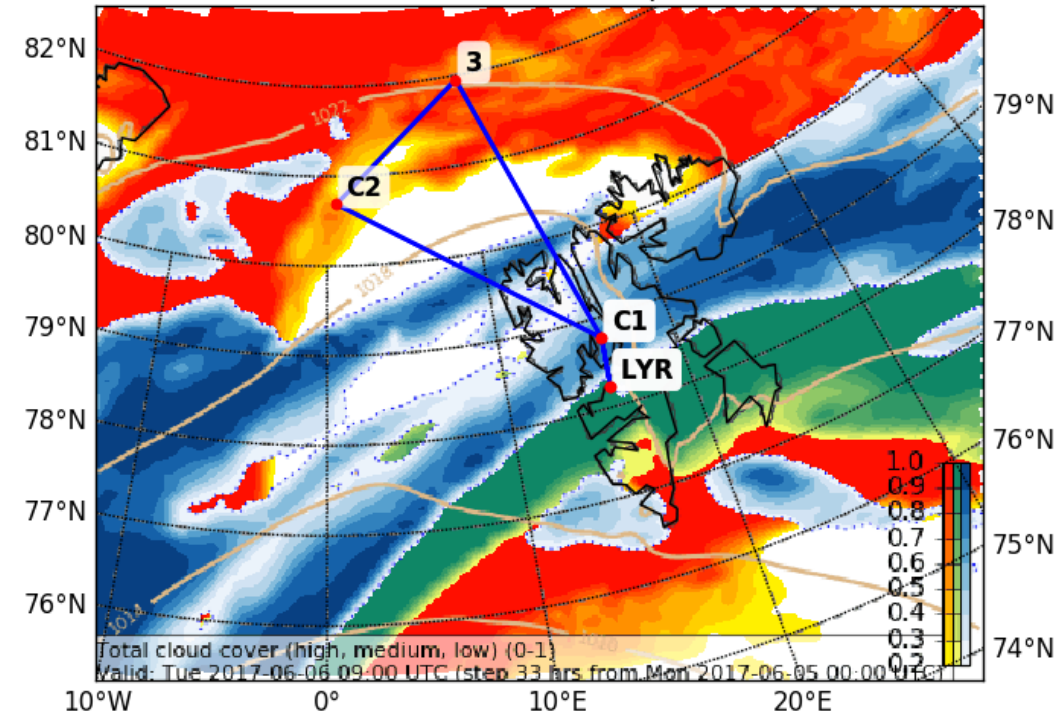 82°N
81°N
80°N
79°N
78°N
77°N
76°N
79°N
78°N
77°N
76°N
75°N
74°N
3
C2
C1
LYR
1022
1018
1014
1010
1.0
0.9
0.8
0.7
0.6
0.5
0.4
0.3
0.2
Total cloud cover (high, medium, low) (0-1)
Valid: Tue 2017-06-06 09:00 UTC (step 33 hrs from Mon 2017-06-05 00:00 UTC)
10°W
0°
10°E
20°E